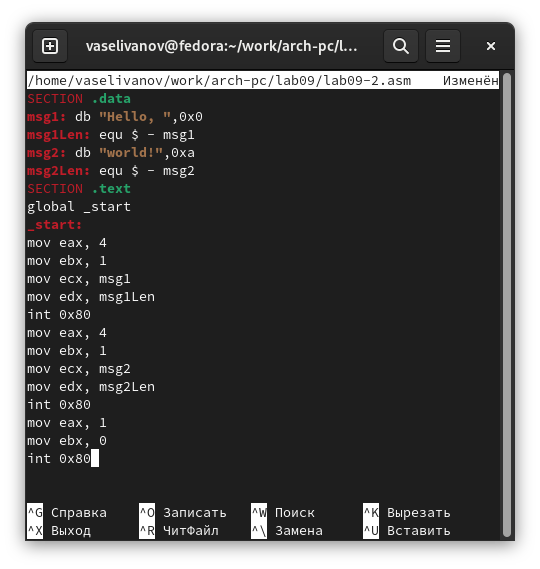 vaselivanov@fedora:~/work/arch-pc/l...
/home/vaselivanov/work/arch-pc/lab09/lab09-2.asm Изменён
SECTION .data
msg1: db "Hello, ",0x0
msg1Len: equ $ - msg1
msg2: db "world!",0xa
msg2Len: equ $ - msg2
SECTION .text
global _start
_start:
mov eax, 4
mov ebx, 1
mov ecx, msg1
mov edx, msg1Len
int 0x80
mov eax, 4
mov ebx, 1
mov ecx, msg2
mov edx, msg2Len
int 0x80
mov eax, 1
mov ebx, 0
int 0x80
^G Справка ^O Записать ^W Поиск ^K Вырезать
^X Выход ^R ЧитФайл ^\ Замена ^U Вставить